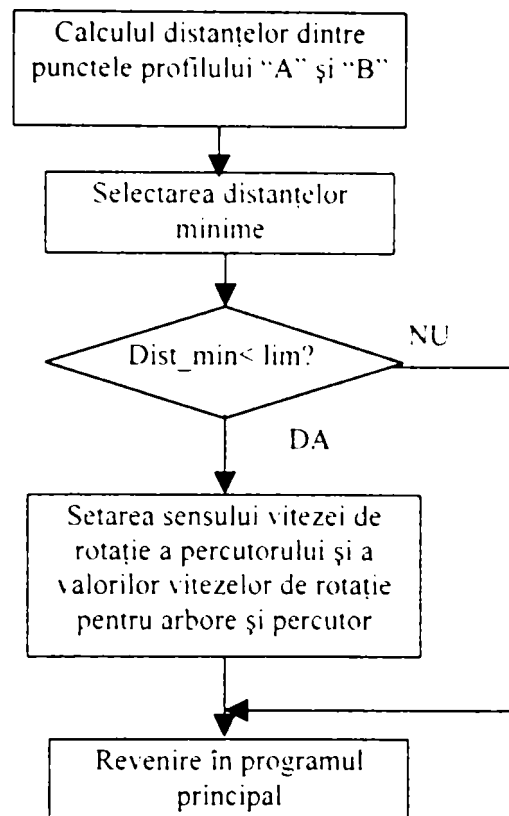 Calculul distanțelor dintre
punctele profilului “A” și “B”
Selectarea distanțelor
minime
Dist_min< lim?
NU
DA
Setarea sensului vitezei de
rotație a percutorului și a
valorilor vitezelor de rotație
pentru arbore și percutor
Revenire în programul
principal